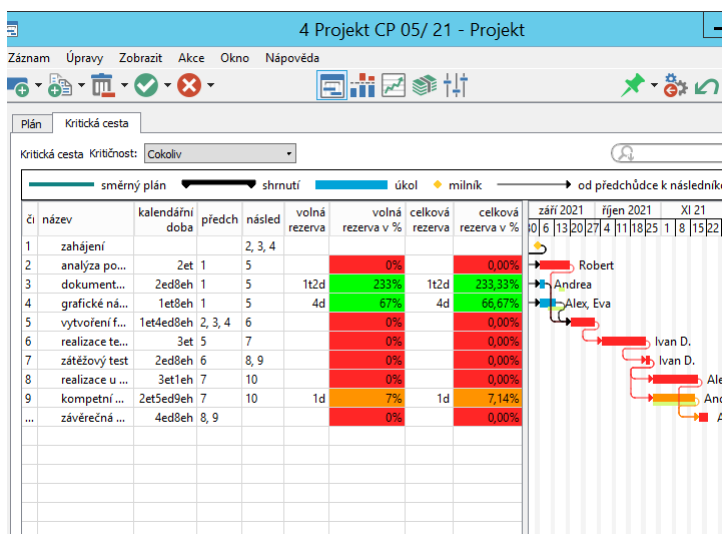 4 Projekt CP 05/ 21 - Projekt
Záznam Úpravy Zobrazit Akce Okno Nápověda
Plán Kritická cesta
Kritická cesta Kritičnost: Cokoliv
směrný plán shrnutí úkol milník od předchůdce k následníkc
čí název kalendářní doba předch násled volná rezerva volná rezerva v % celková rezerva celková rezerva v % září 2021 říjen 2021 XI 21
30 6 13 20 27 4 11 18 25 1 8 15 22
1 zahájení 2, 3, 4
2 analýza po... 2et 1 5 0% 0,00% Robert
3 dokument... 2ed8eh 1 5 1t2d 233% 1t2d 233,33% Andrea
4 grafické ná... 1et8eh 1 5 4d 67% 4d 66,67% Alex, Eva
5 vytvoření f... 1et4ed8eh 2, 3, 4 6 0% 0,00%
6 realizace te... 3et 5 7 0% 0,00% Ivan D.
7 zátěžový test 2ed8eh 6 8, 9 0% 0,00% Ivan D.
8 realizace u ... 3et1eh 7 10 0% 0,00% Ale
9 kompetní ... 2et5ed9eh 7 10 1d 7% 1d 7,14% And
... závěrečná ... 4ed8eh 8, 9 0% 0,00% A